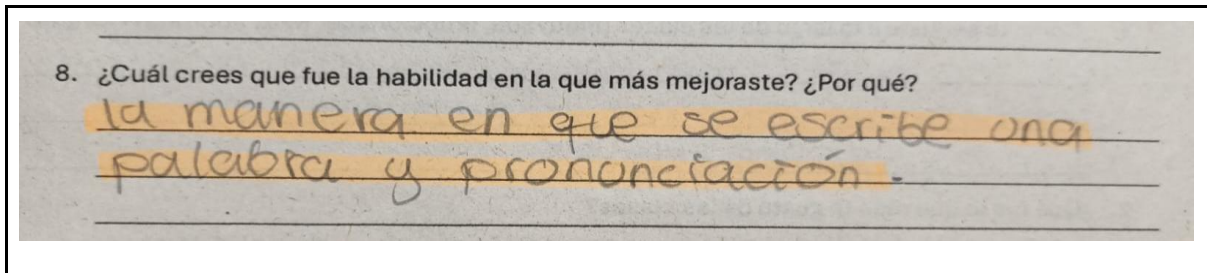 8. ¿Cuál crees que fue la habilidad en la que más mejoraste? ¿Por qué?
la manera en que se escribe una
palabra y pronunciación.